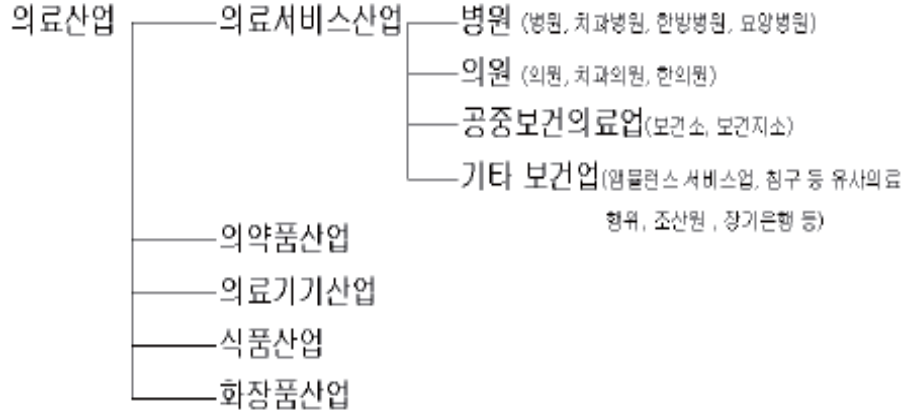 의료산업 의료서비스산업 병원 (병원, 치과병원, 한방병원, 요양병원)
의원 (의원, 치과의원, 한의원)
공중보건의료업(보건소, 보건지소)
기타 보건업(앰뷸런스 서비스업, 침구 등 유사의료
행위, 조산원 , 장기은행 등)
의약품산업
의료기기산업
식품산업
화장품산업